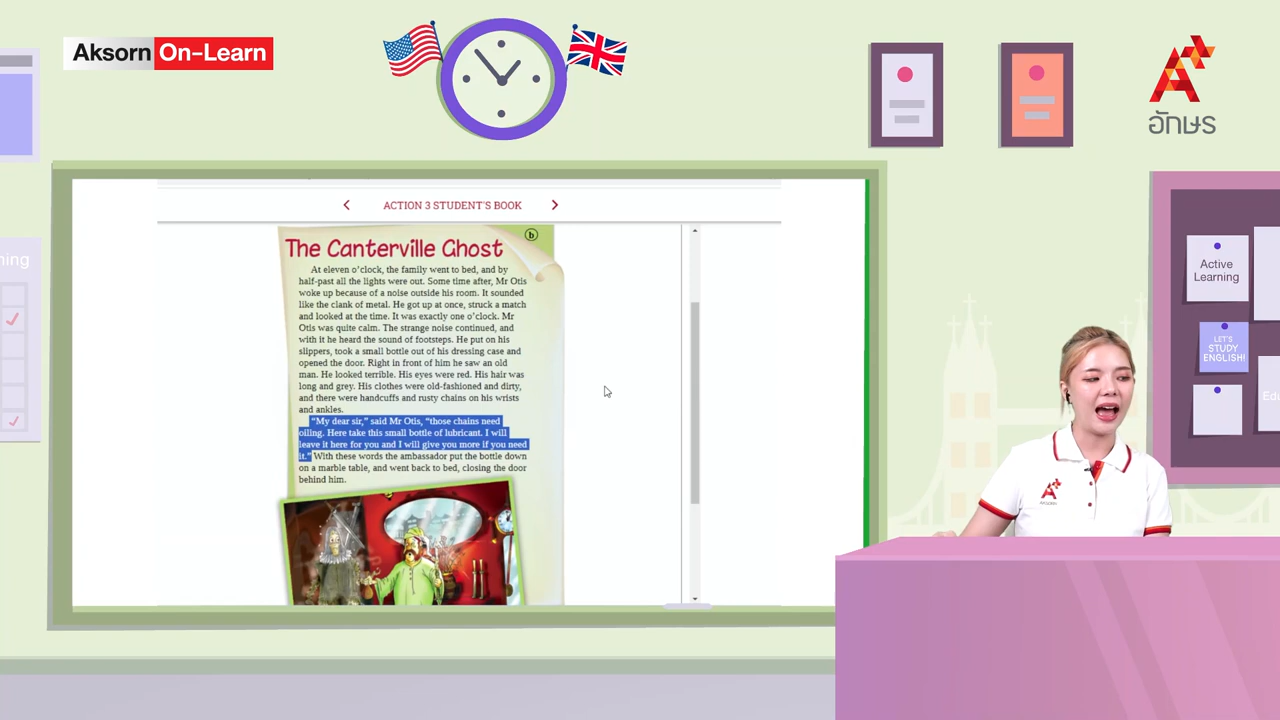 Aksorn On-Learn
อักษร
ACTION 3 STUDENT'S BOOK
b
The Canterville Ghost
At eleven o'clock, the family went to bed, and by
half-past all the lights were out. Some time after, Mr Otis
woke up because of a noise outside his room. It sounded
like the clank of metal. He got up at once, struck a match
and looked at the time. It was exactly one o'clock. Mr
Otis was quite calm. The strange noise continued, and
with it he heard the sound of footsteps. He put on his
slippers, took a small bottle out of his dressing case and
opened the door. Right in front of him he saw an old
man. He looked terrible. His eyes were red. His hair was
long and grey. His clothes were old-fashioned and dirty,
and there were handcuffs and rusty chains on his wrists
and ankles.
"My dear sir," said Mr Otis, "those chains need
oiling. Here take this small bottle of lubricant. I will
leave it here for you and I will give you more if you need
it." With these words the ambassador put the bottle down
on a marble table, and went back to bed, closing the door
behind him.
ning
Active
Learning
LET'S
STUDY
ENGLISH!
Edu